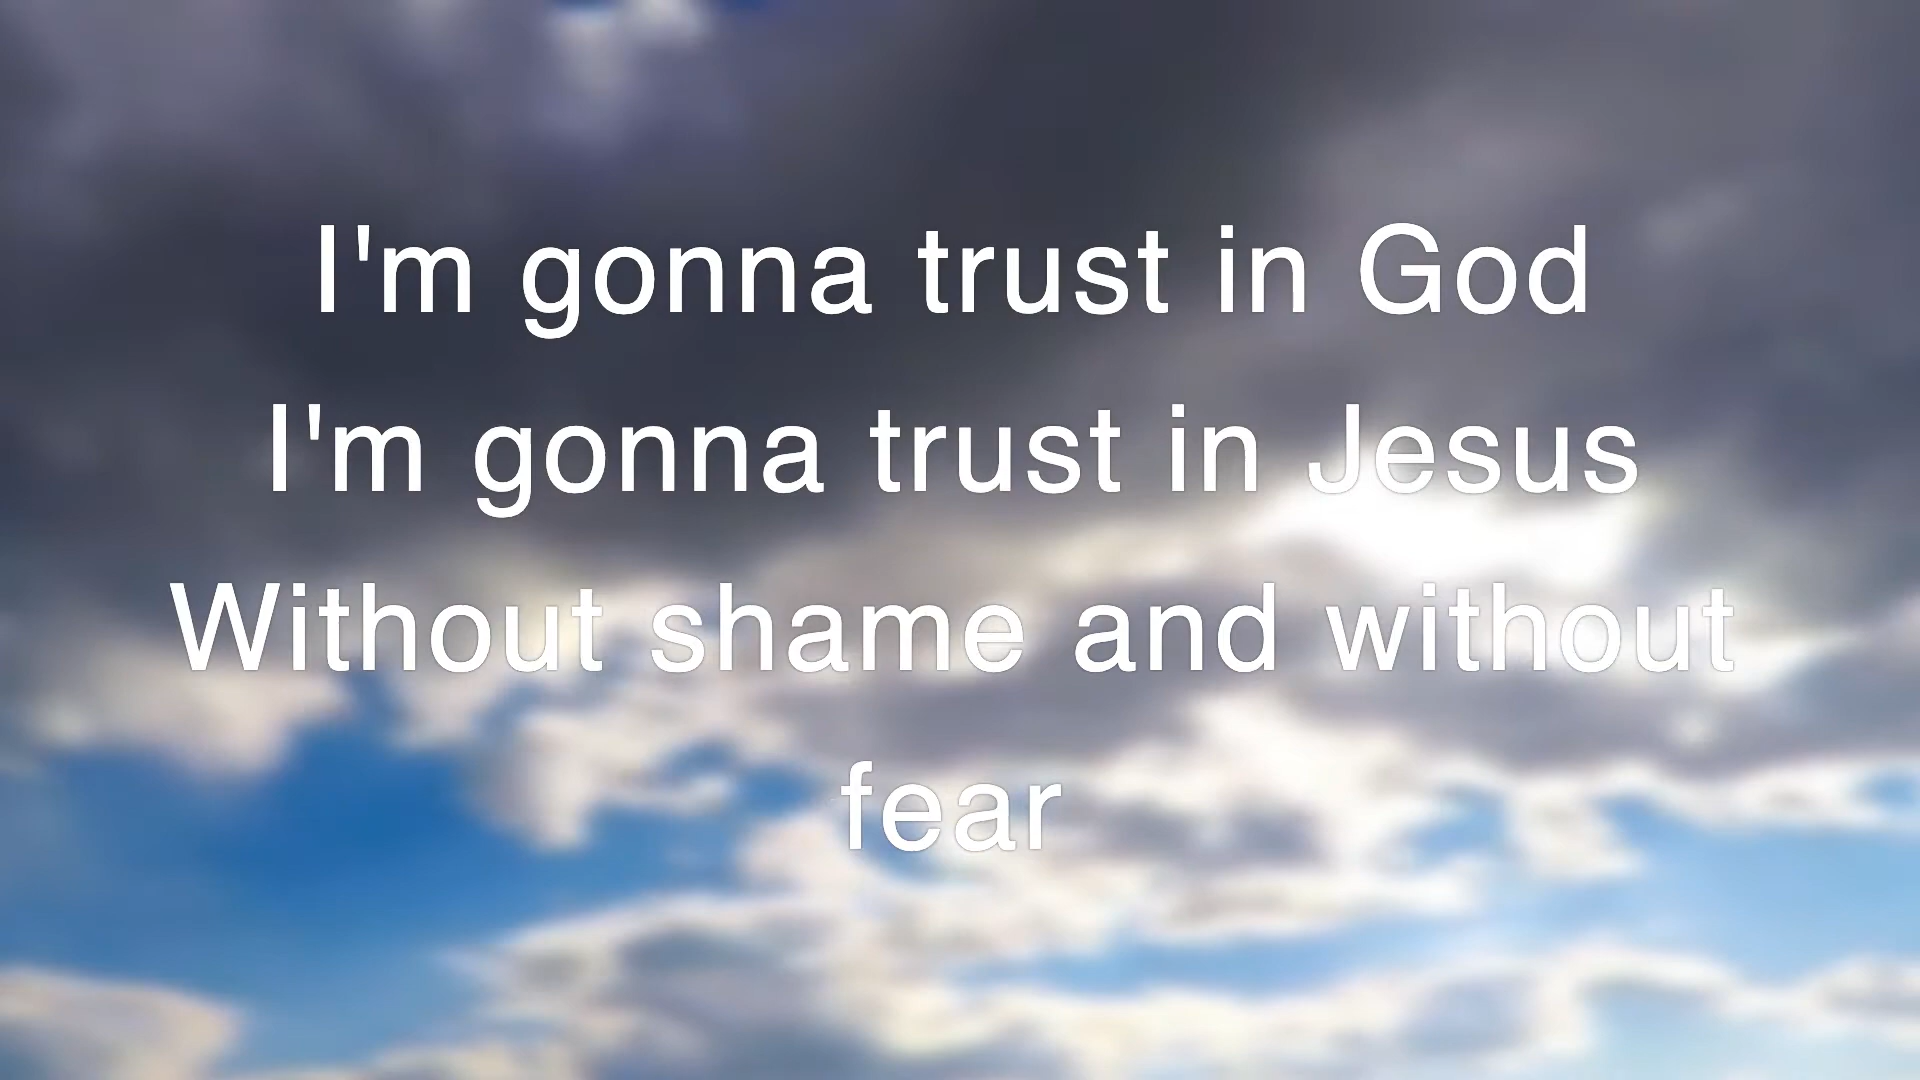 I'm gonna trust in God
I'm gonna trust in Jesus
Without shame and without
fear